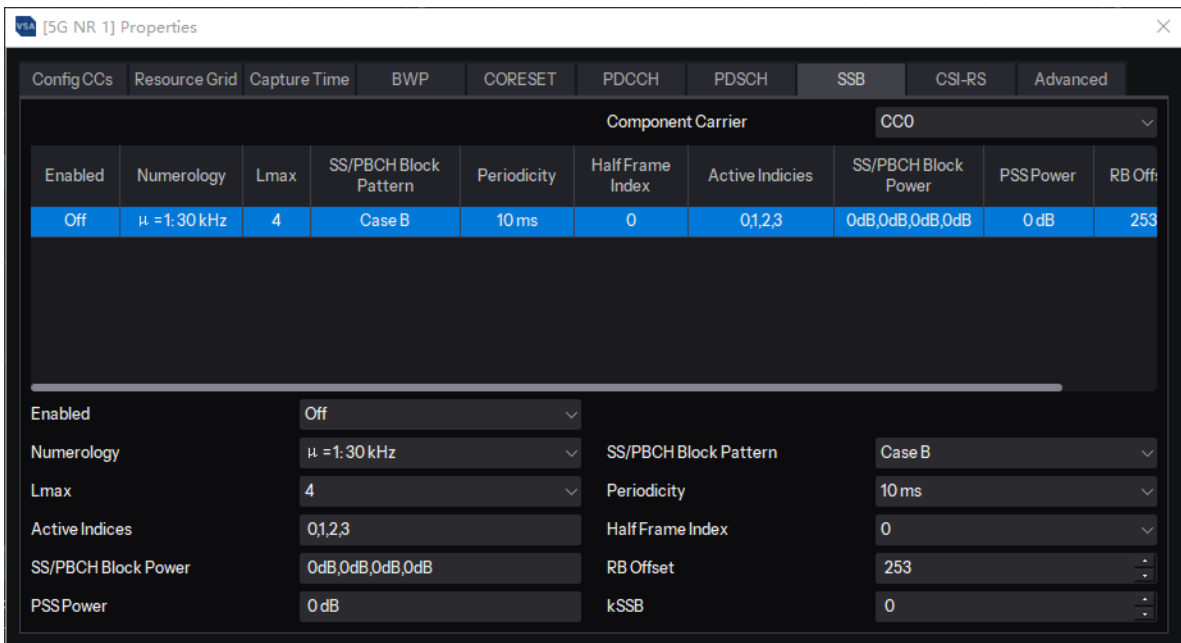 VSA [5G NR 1] Properties
Config CCs Resource Grid Capture Time BWP CORESET PDCCH PDSCH SSB CSI-RS Advanced
Component Carrier CC0
Enabled Numerology Lmax SS/PBCH Block Pattern Periodicity Half Frame Index Active Indicies SS/PBCH Block Power PSS Power RB Offs
Off μ =1: 30 kHz 4 Case B 10 ms 0 0,1,2,3 0dB,0dB,0dB,0dB 0 dB 253
Enabled Off
Numerology μ =1: 30 kHz SS/PBCH Block Pattern Case B
Lmax 4 Periodicity 10 ms
Active Indices 0,1,2,3 Half Frame Index 0
SS/PBCH Block Power 0dB,0dB,0dB,0dB RB Offset 253
PSS Power 0 dB kSSB 0